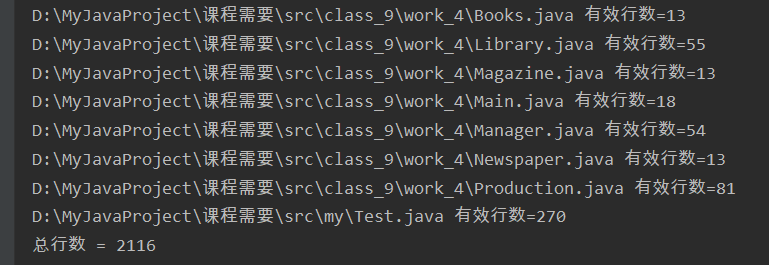 D:\MyJavaProject\课程需要\src\class_9\work_4\Books.java 有效行数=13
D:\MyJavaProject\课程需要\src\class_9\work_4\Library.java 有效行数=55
D:\MyJavaProject\课程需要\src\class_9\work_4\Magazine.java 有效行数=13
D:\MyJavaProject\课程需要\src\class_9\work_4\Main.java 有效行数=18
D:\MyJavaProject\课程需要\src\class_9\work_4\Manager.java 有效行数=54
D:\MyJavaProject\课程需要\src\class_9\work_4\Newspaper.java 有效行数=13
D:\MyJavaProject\课程需要\src\class_9\work_4\Production.java 有效行数=81
D:\MyJavaProject\课程需要\src\my\Test.java 有效行数=270
总行数 = 2116